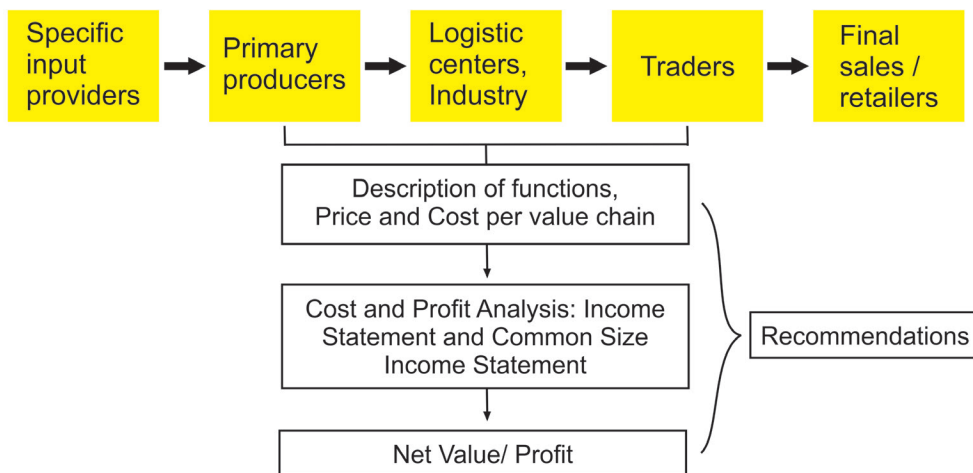 Specific
input
providers
Primary
producers
Logistic
centers,
Industry
Traders
Final
sales /
retailers
Description of functions,
Price and Cost per value chain
Cost and Profit Analysis: Income
Statement and Common Size
Income Statement
Recommendations
Net Value/ Profit